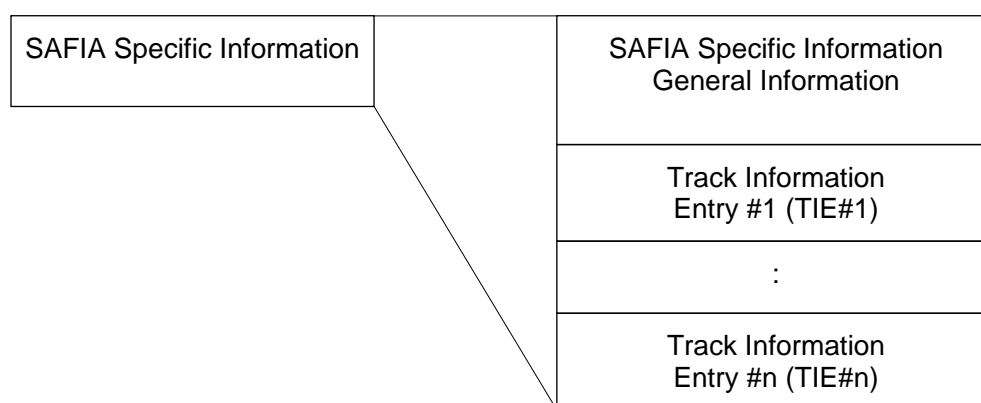 SAFIA Specific Information
SAFIA Specific Information
General Information
Track Information
Entry #1 (TIE#1)
:
Track Information
Entry #n (TIE#n)